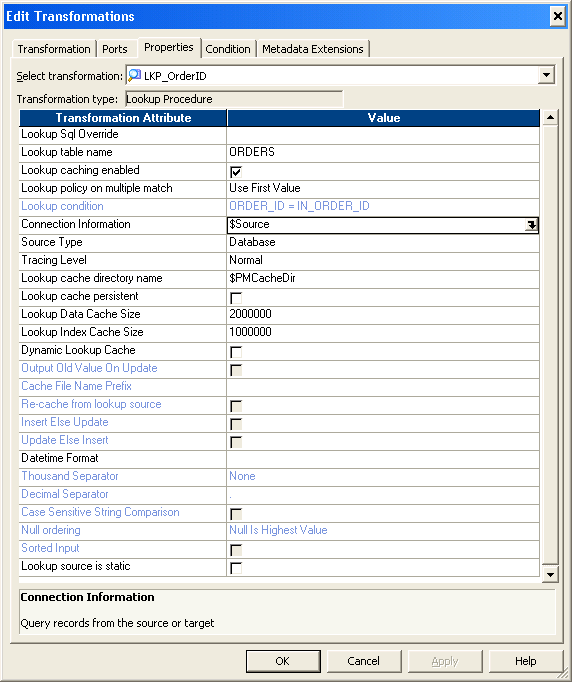 Edit Transformations
Transformation Ports Properties Condition Metadata Extensions
Select transformation: LKP_OrderID
Transformation type: Lookup Procedure
Transformation Attribute Value
Lookup Sql Override
Lookup table name ORDERS
Lookup caching enabled
Lookup policy on multiple match Use First Value
Lookup condition ORDER_ID = IN_ORDER_ID
Connection Information $Source
Source Type Database
Tracing Level Normal
Lookup cache directory name $PMCacheDir
Lookup cache persistent
Lookup Data Cache Size 2000000
Lookup Index Cache Size 1000000
Dynamic Lookup Cache
Output Old Value On Update
Cache File Name Prefix
Re-cache from lookup source
Insert Else Update
Update Else Insert
Datetime Format
Thousand Separator None
Decimal Separator .
Case Sensitive String Comparison
Null ordering Null Is Highest Value
Sorted Input
Lookup source is static
Connection Information
Query records from the source or target
OK Cancel Apply Help